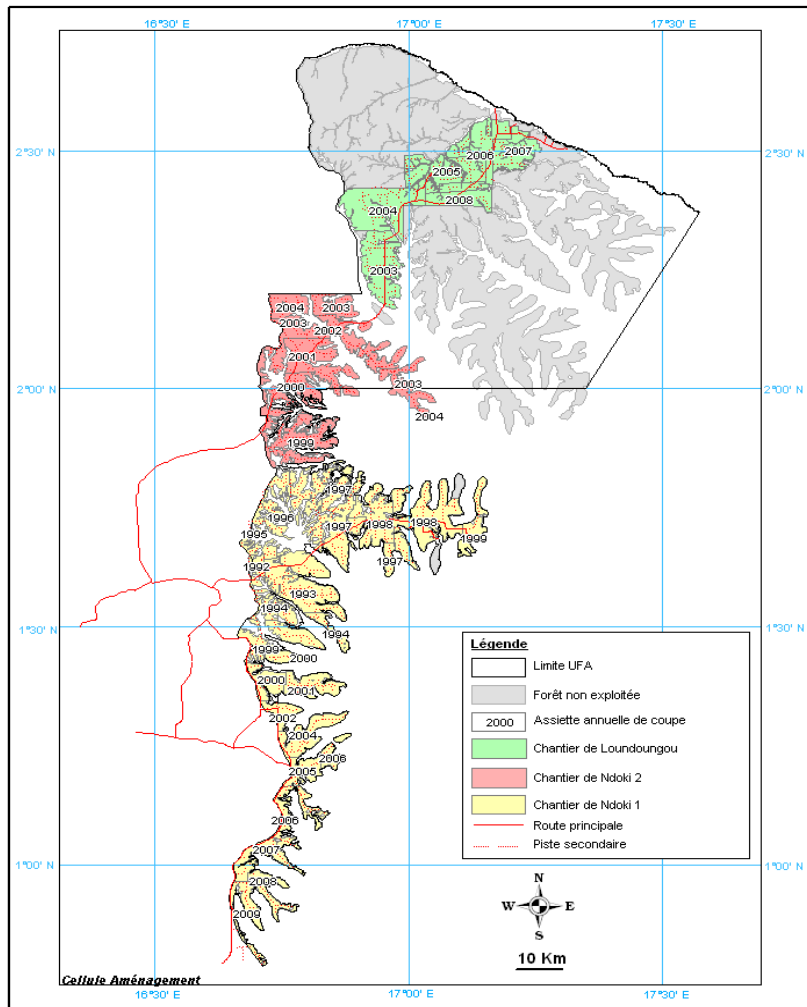 16°30' E
17°00' E
17°30' E
2°30' N
2°30' N
2006
2007
2005
2008
2004
2003
2004
2003
2003
2002
2001
2003
2000
2°00' N
2°00' N
2004
1999
1997
1996
1997
1998
1998
1995
1999
1992
1997
1993
1994
1994
1°30' N
1°30' N
1999
2000
2000
2001
2002
2004
2006
2005
2006
2007
1°00' N
1°00' N
2008
2009
Légende
Limite UFA
Forêt non exploitée
2000 Assiette annuelle de coupe
Chantier de Loundoungou
Chantier de Ndoki 2
Chantier de Ndoki 1
Route principale
Piste secondaire
N
W E
S
10 Km
Cellule Aménagement
16°30' E
17°00' E
17°30' E